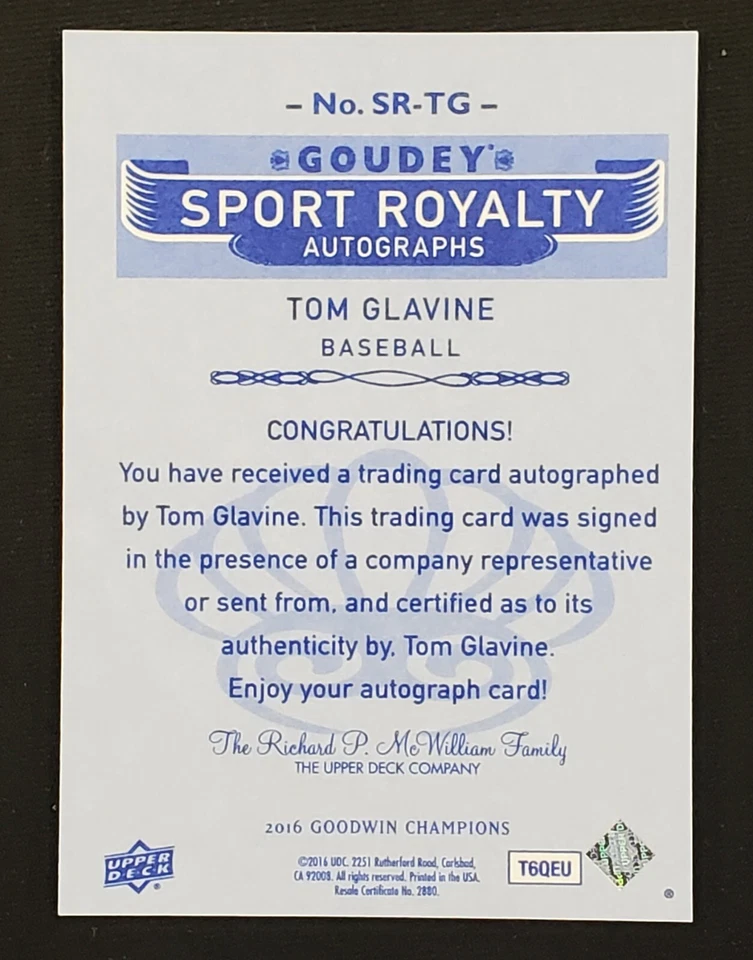 – No. SR-TG –
GOUDEY
SPORT ROYALTY
AUTOGRAPHS
TOM GLAVINE
BASEBALL
CONGRATULATIONS!
You have received a trading card autographed
by Tom Glavine. This trading card was signed
in the presence of a company representative
or sent from, and certified as to its
authenticity by, Tom Glavine.
Enjoy your autograph card!
The Richard P. McWilliam Family
THE UPPER DECK COMPANY
2016 GOODWIN CHAMPIONS
UPPER
DECK
®
©2016 UDC. 2251 Rutherford Road, Carlsbad,
CA 92008. All rights reserved. Printed in the USA.
Resale Certificate No. 2880.
T6QEU
®